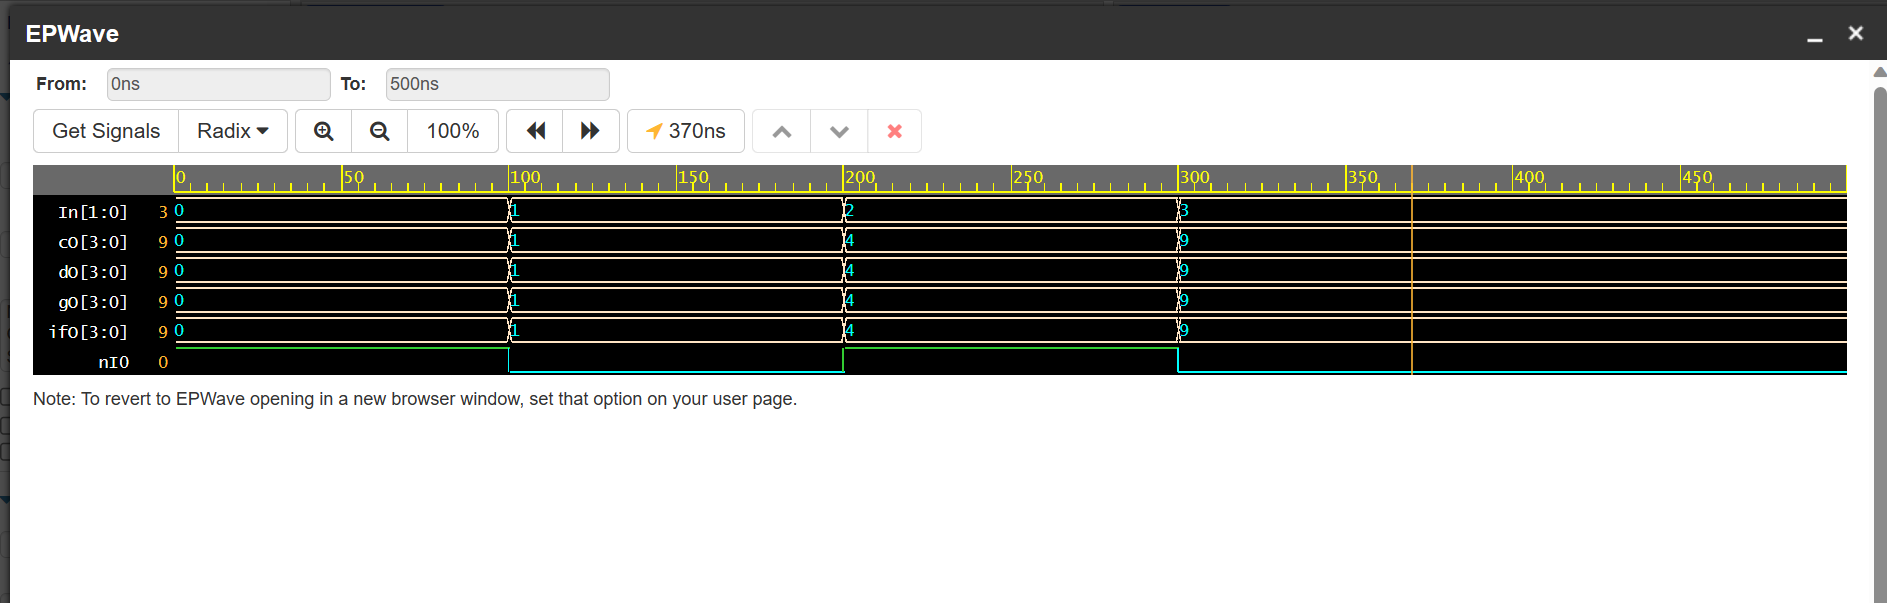 EPWave
From: 0ns To: 500ns
Get Signals Radix 100% 370ns
0 50 100 150 200 250 300 350 400 450
In[1:0] 3 0 1 2 3
cO[3:0] 9 0 1 4 9
dO[3:0] 9 0 1 4 9
gO[3:0] 9 0 1 4 9
ifO[3:0] 9 0 1 4 9
nI0 0
Note: To revert to EPWave opening in a new browser window, set that option on your user page.